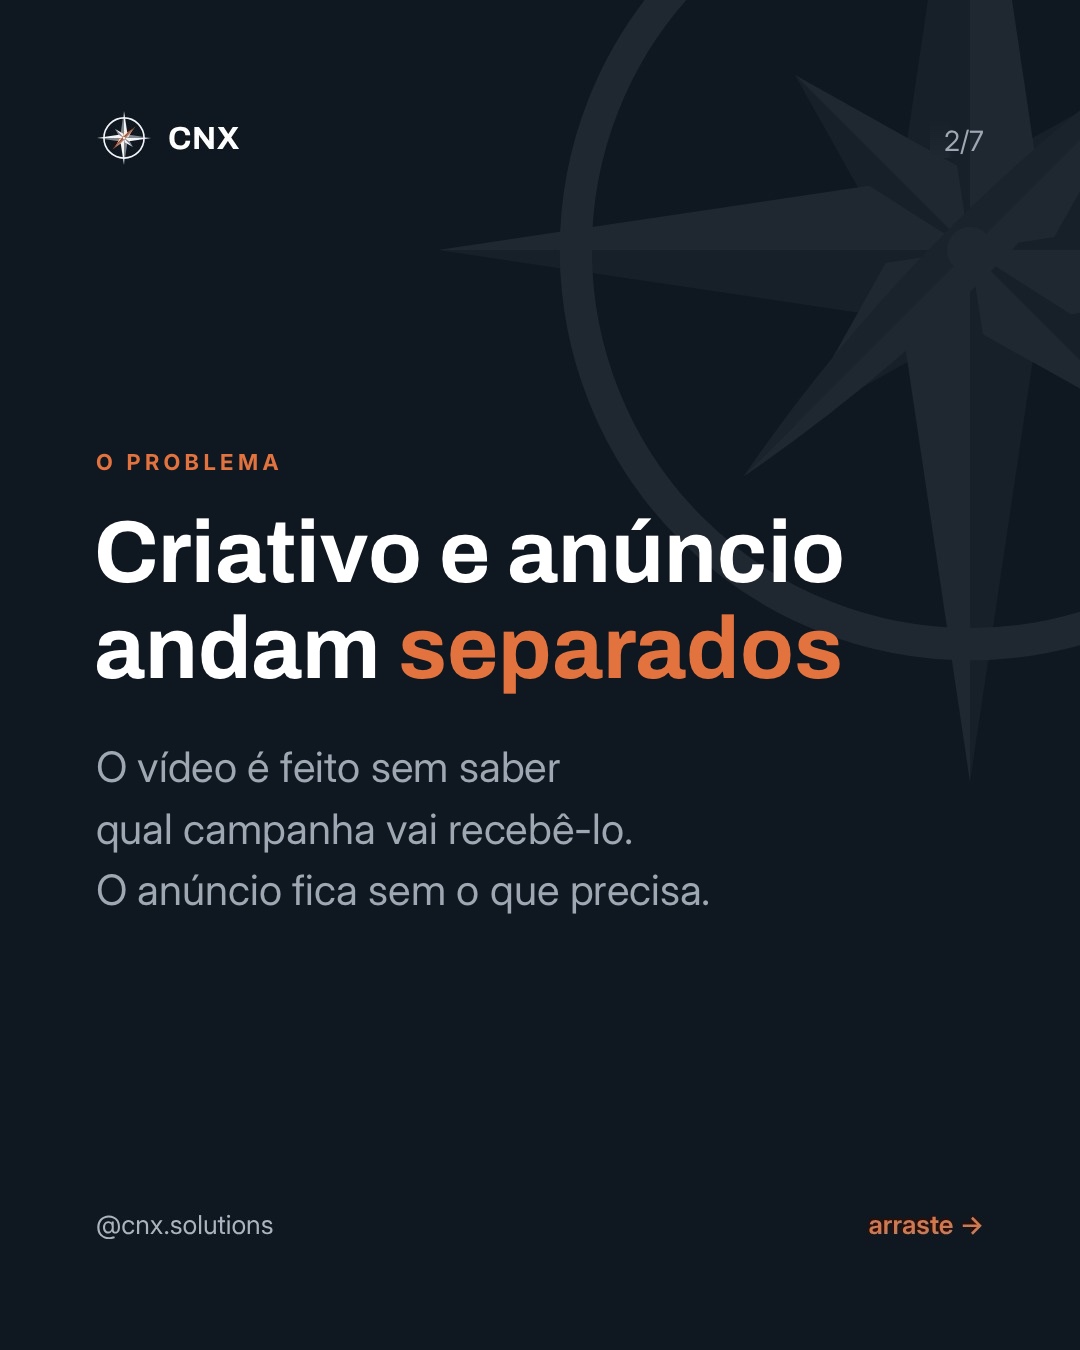 CNX
2/7
O PROBLEMA
Criativo e anúncio
andam separados
O vídeo é feito sem saber
qual campanha vai recebê-lo.
O anúncio fica sem o que precisa.
@cnx.solutions
arraste →